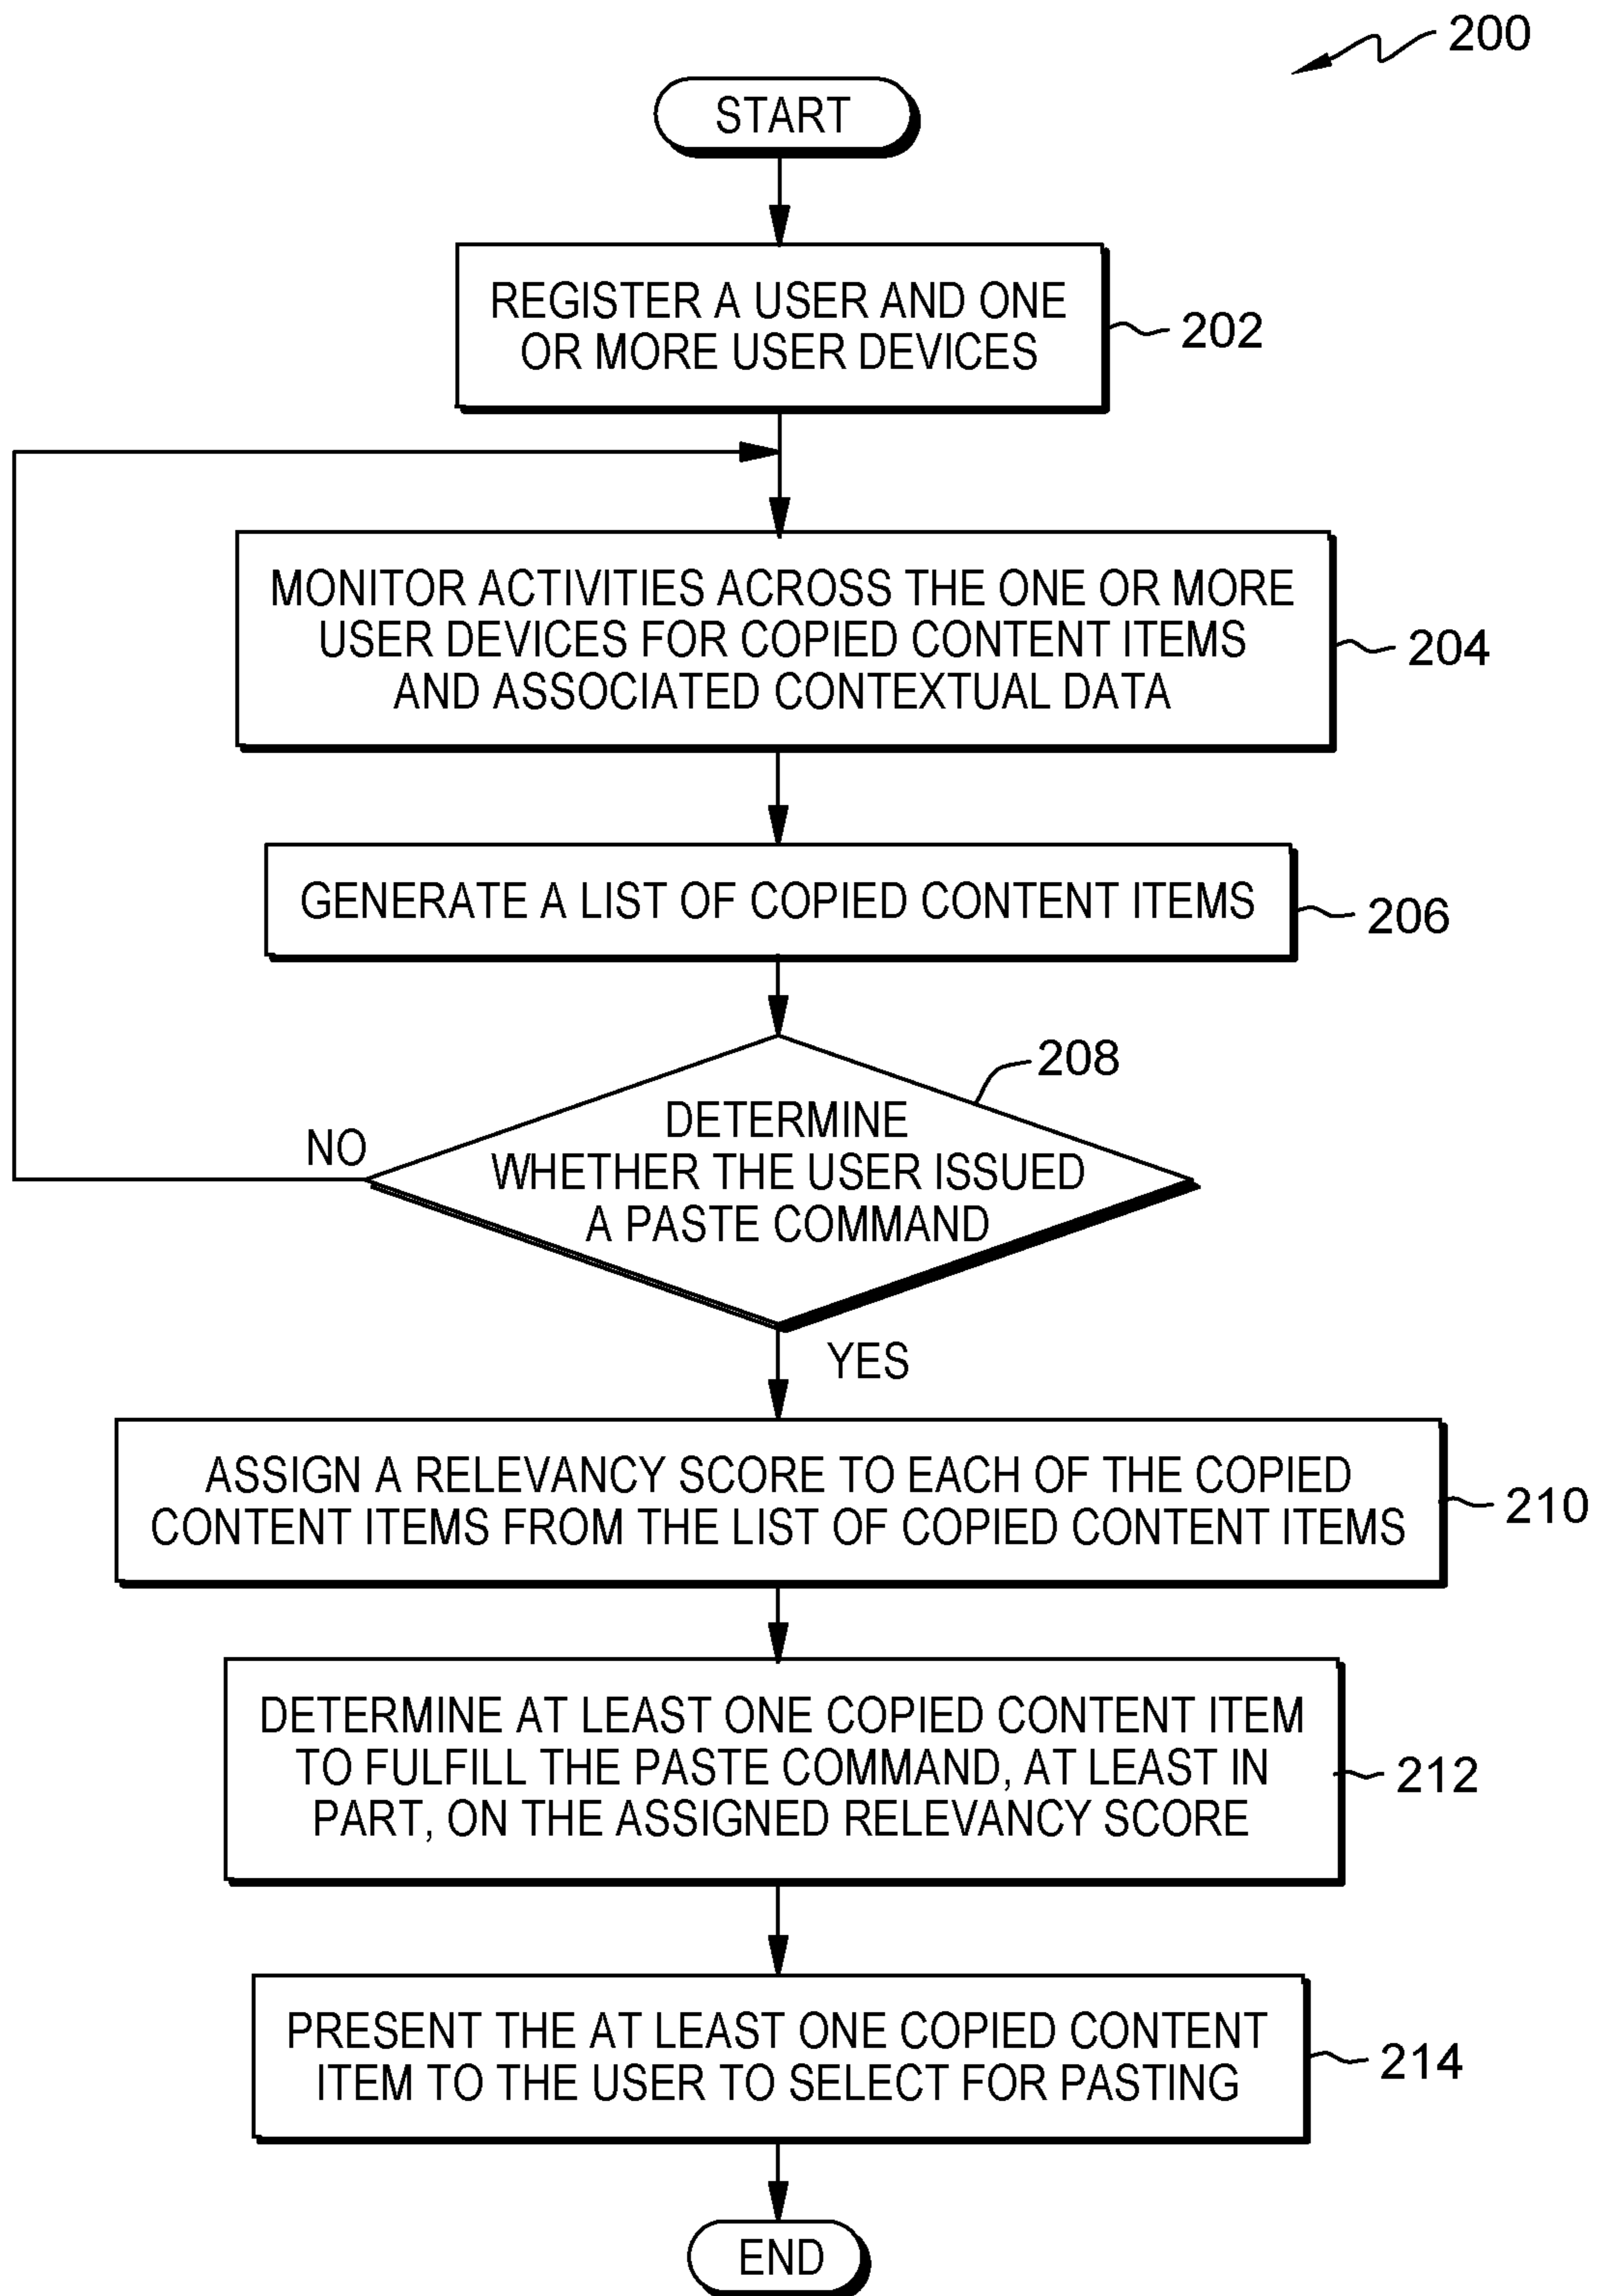 200
START
REGISTER A USER AND ONE
OR MORE USER DEVICES
202
MONITOR ACTIVITIES ACROSS THE ONE OR MORE
USER DEVICES FOR COPIED CONTENT ITEMS
AND ASSOCIATED CONTEXTUAL DATA
204
GENERATE A LIST OF COPIED CONTENT ITEMS
206
208
DETERMINE
WHETHER THE USER ISSUED
A PASTE COMMAND
NO
YES
ASSIGN A RELEVANCY SCORE TO EACH OF THE COPIED
CONTENT ITEMS FROM THE LIST OF COPIED CONTENT ITEMS
210
DETERMINE AT LEAST ONE COPIED CONTENT ITEM
TO FULFILL THE PASTE COMMAND, AT LEAST IN
PART, ON THE ASSIGNED RELEVANCY SCORE
212
PRESENT THE AT LEAST ONE COPIED CONTENT
ITEM TO THE USER TO SELECT FOR PASTING
214
END